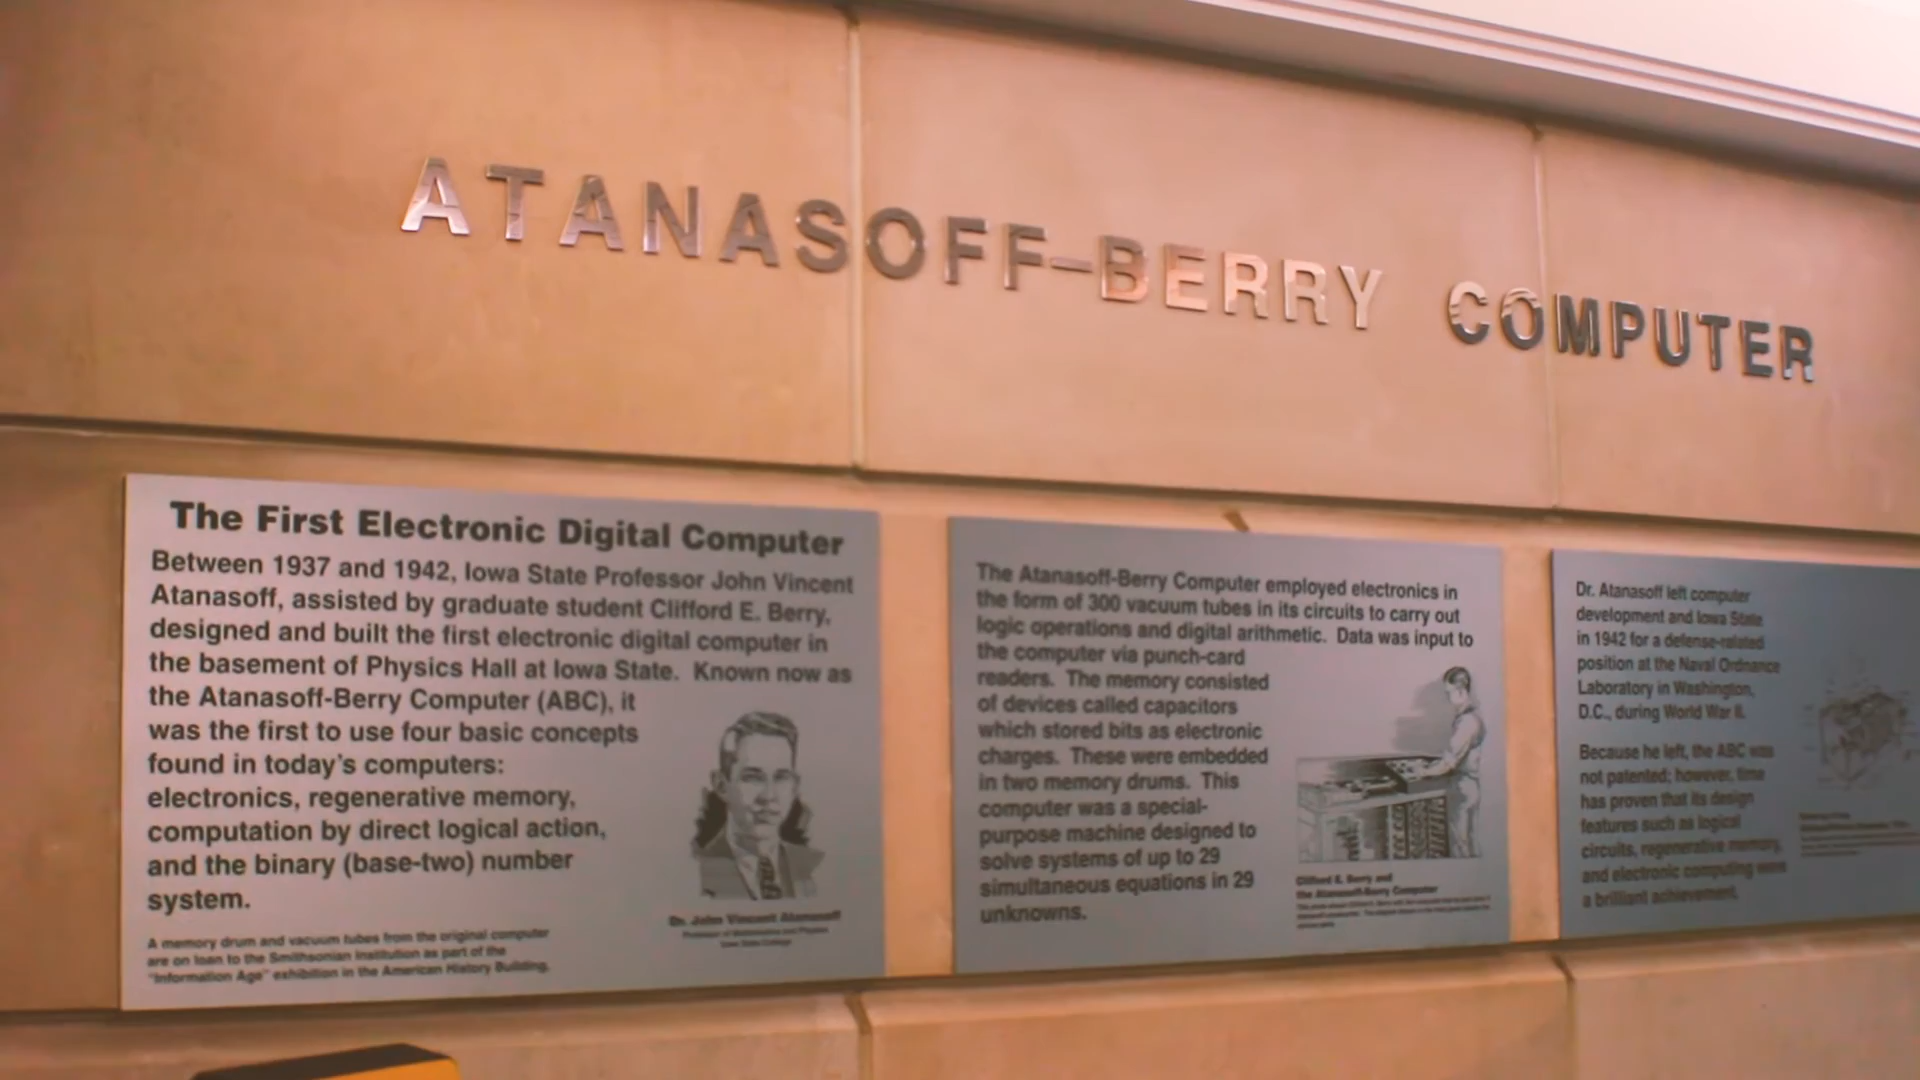 ATANASOFF-BERRY COMPUTER
The First Electronic Digital Computer
Between 1937 and 1942, Iowa State Professor John Vincent
Atanasoff, assisted by graduate student Clifford E. Berry,
designed and built the first electronic digital computer in
the basement of Physics Hall at Iowa State. Known now as
the Atanasoff-Berry Computer (ABC), it
was the first to use four basic concepts
found in today's computers:
electronics, regenerative memory,
computation by direct logical action,
and the binary (base-two) number
system.
Dr. John Vincent Atanasoff
Professor of Mathematics and Physics
Iowa State College
A memory drum and vacuum tubes from the original computer
are on loan to the Smithsonian Institution as part of the
"Information Age" exhibition in the American History Building.
The Atanasoff-Berry Computer employed electronics in
the form of 300 vacuum tubes in its circuits to carry out
logic operations and digital arithmetic. Data was input to
the computer via punch-card
readers. The memory consisted
of devices called capacitors
which stored bits as electronic
charges. These were embedded
in two memory drums. This
computer was a special-
purpose machine designed to
solve systems of up to 29
simultaneous equations in 29
unknowns.
Clifford E. Berry and
the Atanasoff-Berry Computer
Dr. Atanasoff left computer
development and Iowa State
in 1942 for a defense-related
position at the Naval Ordnance
Laboratory in Washington,
D.C., during World War II.
Because he left, the ABC was
not patented; however, time
has proven that its design
features such as logical
circuits, regenerative memory,
and electronic computing were
a brilliant achievement.